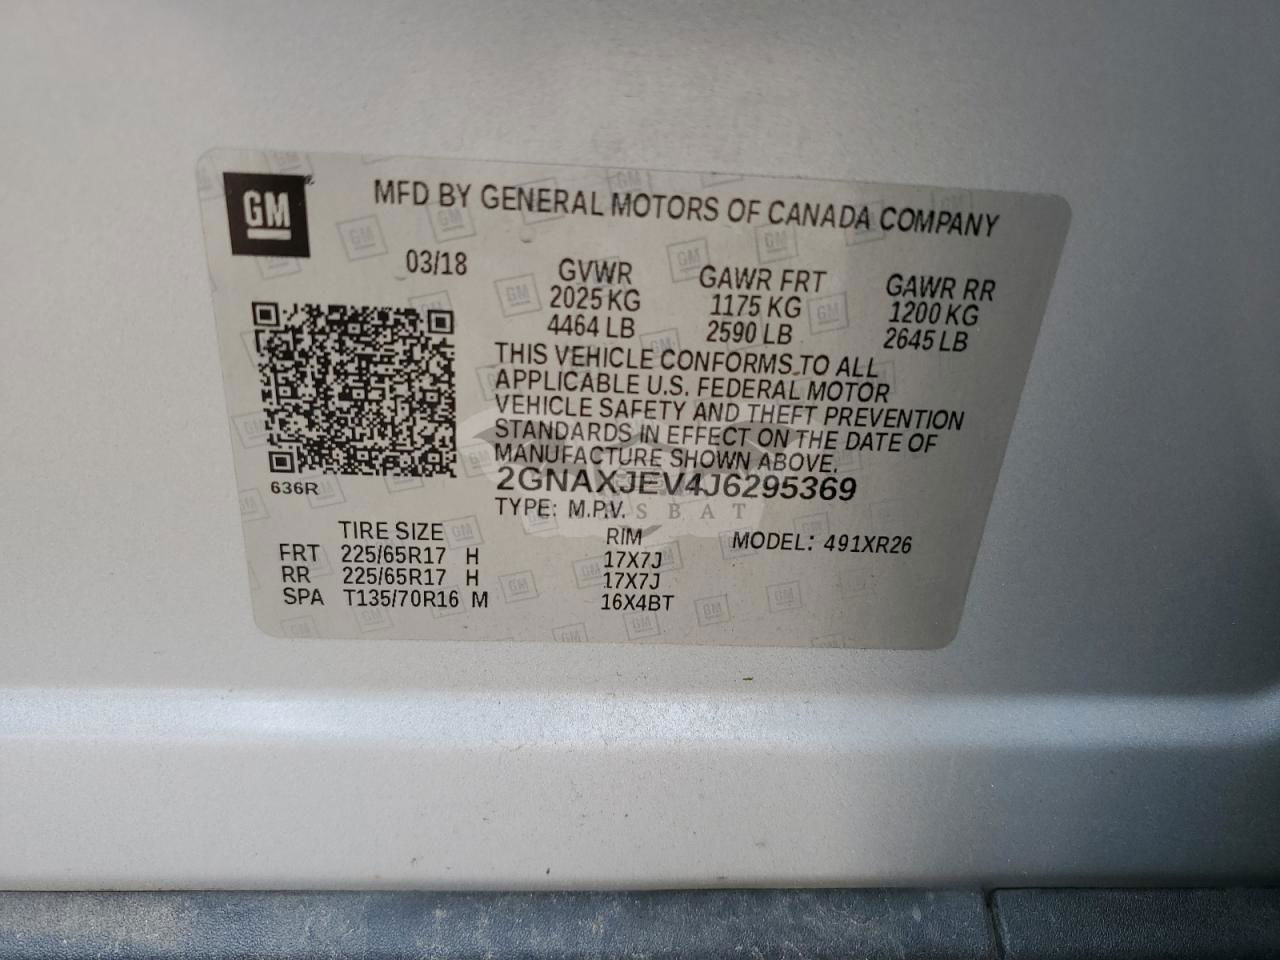 GM
MFD BY GENERAL MOTORS OF CANADA COMPANY
03/18
GVWR GAWR FRT GAWR RR
2025 KG 1175 KG 1200 KG
4464 LB 2590 LB 2645 LB
THIS VEHICLE CONFORMS TO ALL
APPLICABLE U.S. FEDERAL MOTOR
VEHICLE SAFETY AND THEFT PREVENTION
STANDARDS IN EFFECT ON THE DATE OF
MANUFACTURE SHOWN ABOVE.
2GNAXJEV4J6295369
636R
TYPE: M.P.V.
TIRE SIZE RIM MODEL: 491XR26
FRT 225/65R17 H 17X7J
RR 225/65R17 H 17X7J
SPA T135/70R16 M 16X4BT